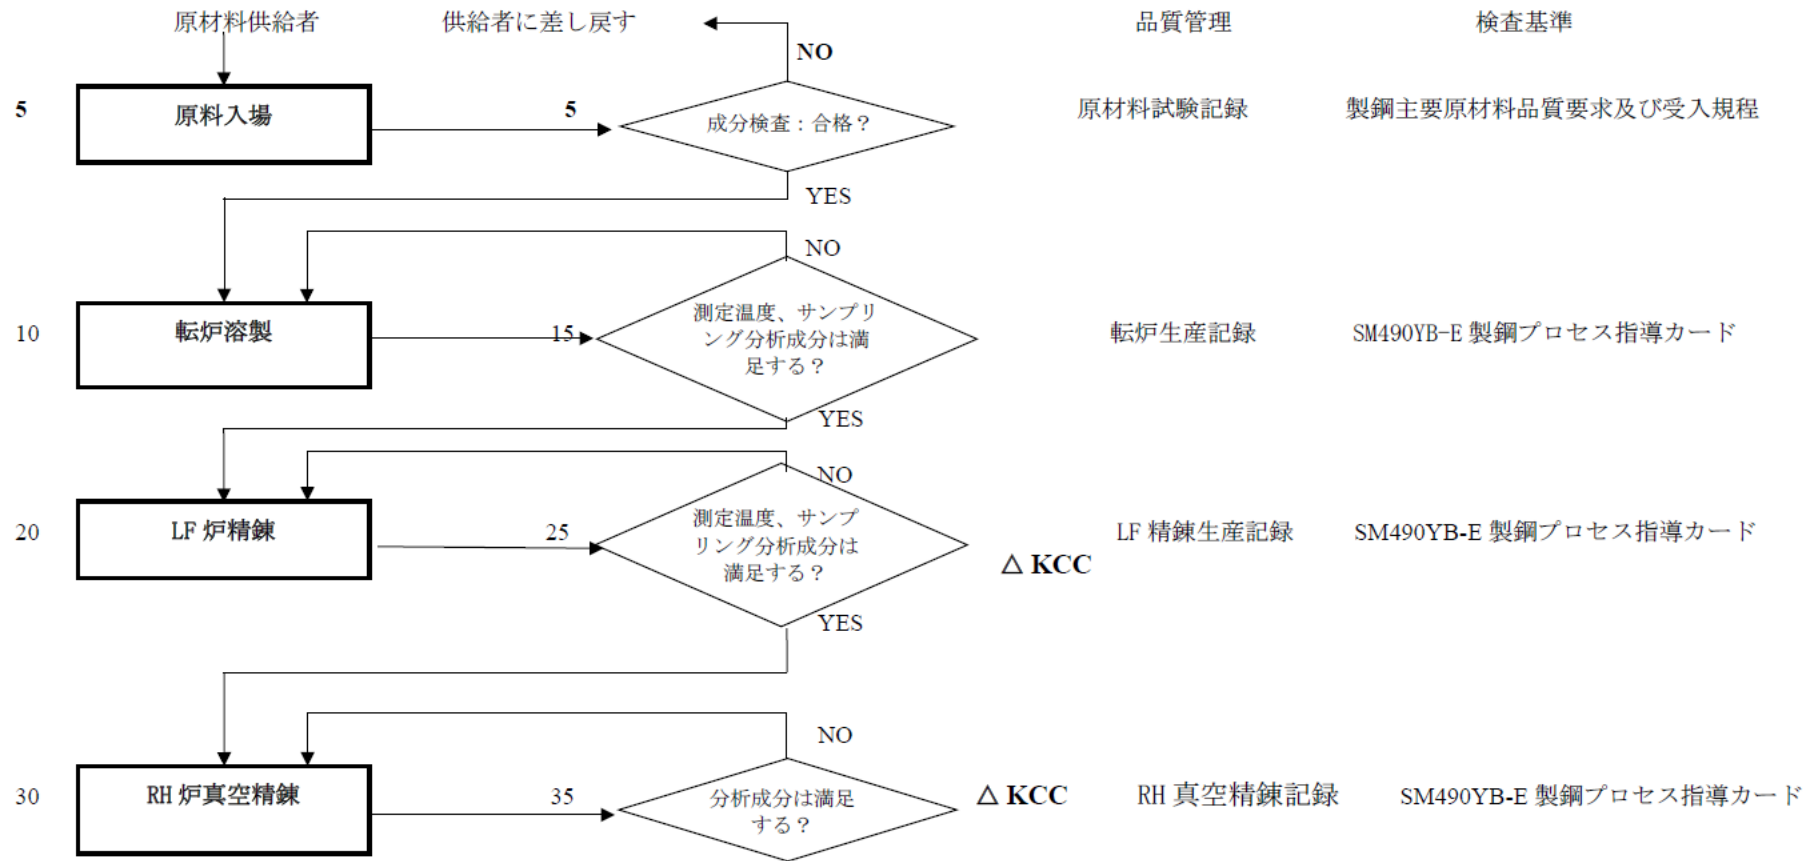 原材料供給者
供給者に差し戻す
品質管理
検査基準
NO
5
原料入場
5
成分検査：合格？
原材料試験記録
製鋼主要原材料品質要求及び受入規程
YES
NO
10
転炉溶製
15
測定温度、サンプリ
ング分析成分は満
足する？
転炉生産記録
SM490YB-E 製鋼プロセス指導カード
YES
NO
20
LF 炉精錬
25
測定温度、サンプ
リング分析成分は
満足する？
△ KCC
LF 精錬生産記録
SM490YB-E 製鋼プロセス指導カード
YES
NO
30
RH 炉真空精錬
35
分析成分は満足
する？
△ KCC
RH 真空精錬記録
SM490YB-E 製鋼プロセス指導カード